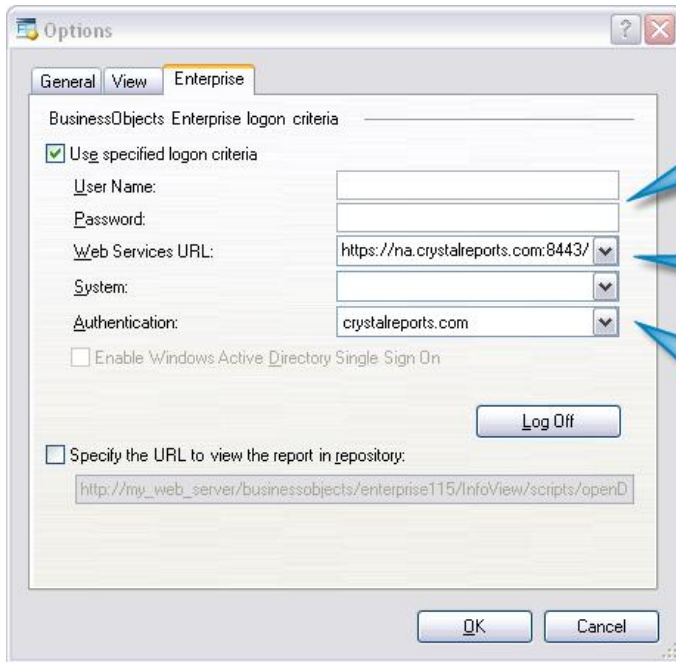 Options
General View Enterprise
BusinessObjects Enterprise logon criteria
Use specified logon criteria
User Name:
Password:
Web Services URL: https://na.crystalreports.com:8443/
System:
Authentication: crystalreports.com
Enable Windows Active Directory Single Sign On
Log Off
Specify the URL to view the report in repository:
http://my_web_server/businessobjects/enterprise115/InfoView/scripts/openD
OK Cancel